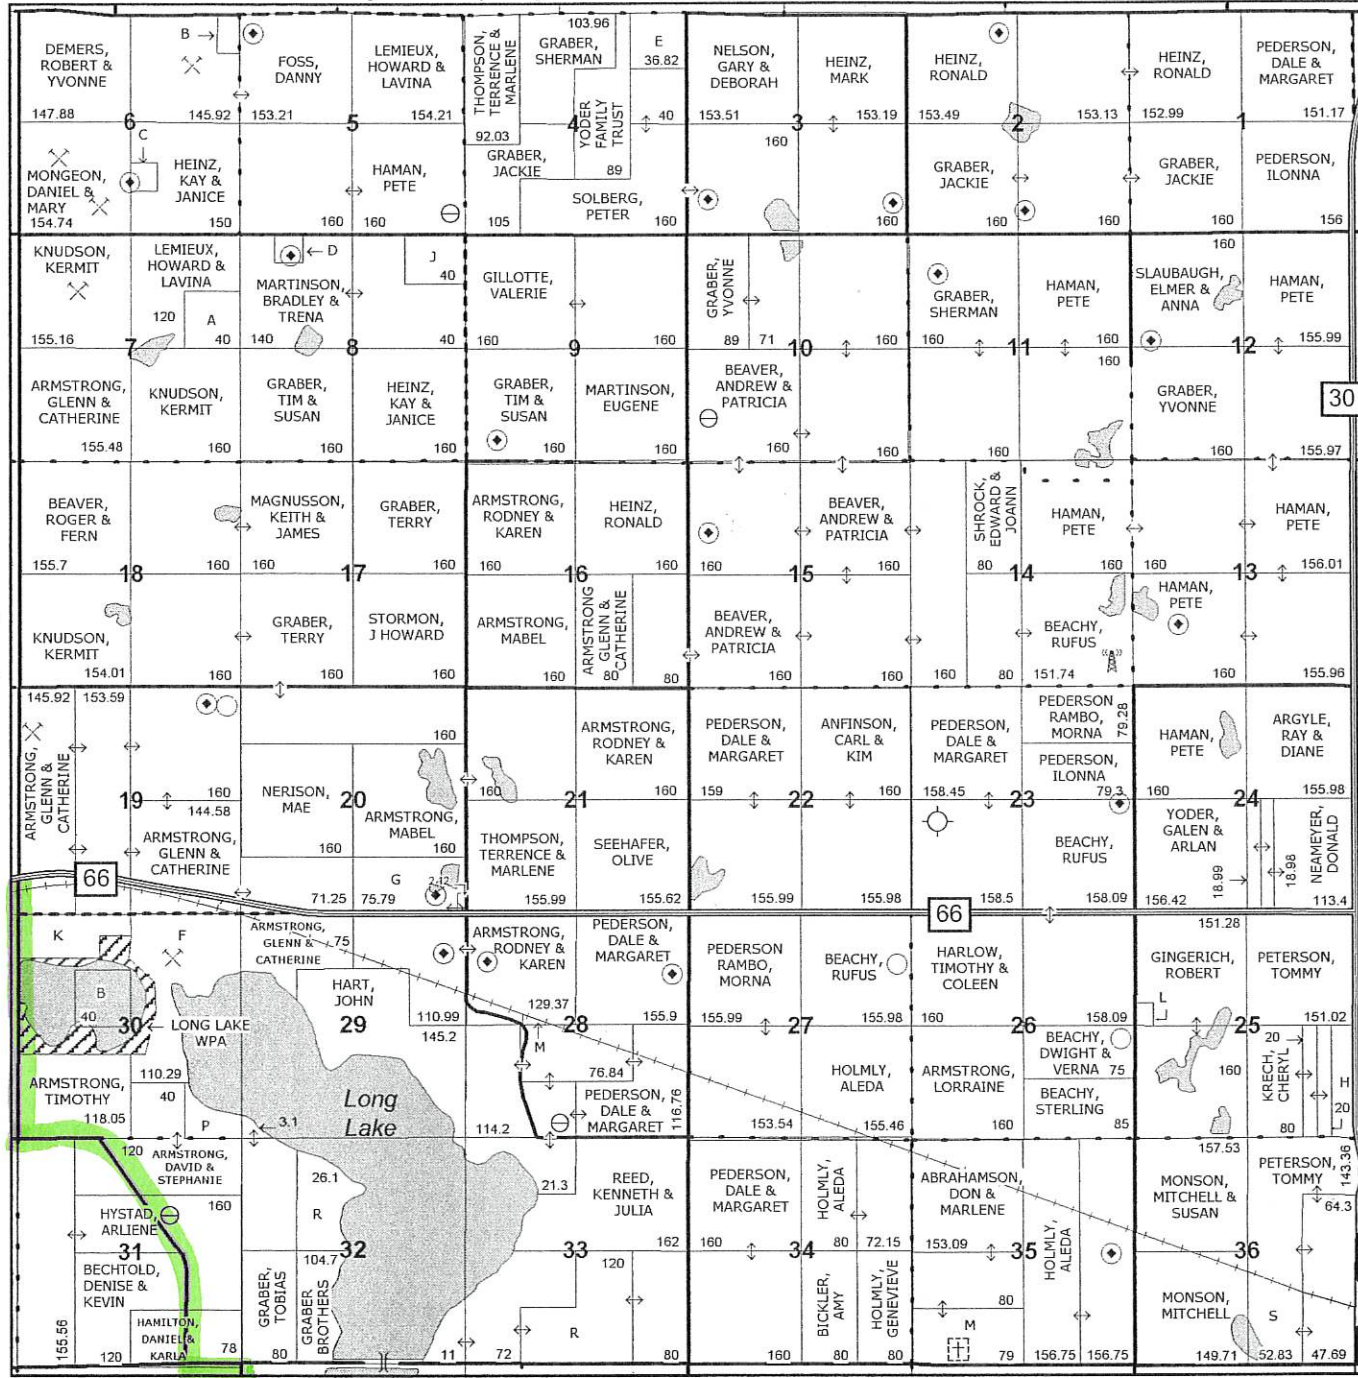 103.96
DEMERS,
ROBERT &
YVONNE
147.88
B
145.92
FOSS,
DANNY
153.21
LEMIEUX,
HOWARD &
LAVINA
154.21
THOMPSON,
TERRENCE &
MARLENE
92.03
GRABER,
SHERMAN
E
36.82
40
YODER
FAMILY
TRUST
89
NELSON,
GARY &
DEBORAH
153.51
HEINZ,
MARK
153.19
HEINZ,
RONALD
153.49
153.13
HEINZ,
RONALD
152.99
PEDERSON,
DALE &
MARGARET
151.17
6
5
4
3
2
1
C
MONGEON,
DANIEL &
MARY
154.74
HEINZ,
KAY &
JANICE
150
160
HAMAN,
PETE
160
GRABER,
JACKIE
105
SOLBERG,
PETER
160
160
160
GRABER,
JACKIE
160
160
GRABER,
JACKIE
160
PEDERSON,
ILONNA
156
KNUDSON,
KERMIT
155.16
LEMIEUX,
HOWARD &
LAVINA
120
A
40
D
MARTINSON,
BRADLEY &
TRENA
140
J
40
40
GILLOTTE,
VALERIE
160
GRABER,
YVONNE
89
71
160
GRABER,
SHERMAN
160
HAMAN,
PETE
160
160
160
SLAUBAUGH,
ELMER &
ANNA
HAMAN,
PETE
155.99
7
8
9
10
11
12
30
ARMSTRONG,
GLENN &
CATHERINE
155.48
KNUDSON,
KERMIT
160
GRABER,
TIM &
SUSAN
160
HEINZ,
KAY &
JANICE
160
GRABER,
TIM &
SUSAN
160
MARTINSON,
EUGENE
160
BEAVER,
ANDREW &
PATRICIA
160
160
160
GRABER,
YVONNE
160
155.97
BEAVER,
ROGER &
FERN
155.7
160
MAGNUSSON,
KEITH &
JAMES
160
GRABER,
TERRY
160
ARMSTRONG,
RODNEY &
KAREN
160
HEINZ,
RONALD
160
160
BEAVER,
ANDREW &
PATRICIA
160
SHROCK,
EDWARD &
JOANN
80
HAMAN,
PETE
160
160
HAMAN,
PETE
156.01
18
17
16
15
14
13
KNUDSON,
KERMIT
154.01
160
GRABER,
TERRY
160
STORMON,
J HOWARD
160
ARMSTRONG,
MABEL
160
ARMSTRONG
GLENN &
CATHERINE
80
80
BEAVER,
ANDREW &
PATRICIA
160
160
160
80
BEACHY,
RUFUS
151.74
HAMAN,
PETE
160
155.96
145.92
153.59
ARMSTRONG,
GLENN &
CATHERINE
160
160
ARMSTRONG,
RODNEY &
KAREN
PEDERSON,
DALE &
MARGARET
159
ANFINSON,
CARL &
KIM
160
PEDERSON,
DALE &
MARGARET
158.45
PEDERSON
RAMBO,
MORNA
79.28
PEDERSON,
ILONNA
79.3
HAMAN,
PETE
160
ARGYLE,
RAY &
DIANE
155.98
19
20
21
22
23
24
144.58
ARMSTRONG,
GLENN &
CATHERINE
NERISON,
MAE
160
ARMSTRONG,
MABEL
160
THOMPSON,
TERRENCE &
MARLENE
155.99
SEEHAFER,
OLIVE
155.62
155.99
155.98
158.5
BEACHY,
RUFUS
158.09
YODER,
GALEN &
ARLAN
156.42
18.99
18.98
NEAMEYER,
DONALD
113.4
66
71.25
75.79
G
2.12
66
K
F
B
40
LONG LAKE
WPA
ARMSTRONG,
GLENN &
CATHERINE
75
HART,
JOHN
110.99
145.2
ARMSTRONG,
RODNEY &
KAREN
129.37
PEDERSON,
DALE &
MARGARET
155.9
PEDERSON
RAMBO,
MORNA
155.99
BEACHY,
RUFUS
155.98
HARLOW,
TIMOTHY &
COLEEN
160
158.09
151.28
GINGERICH,
ROBERT
L
PETERSON,
TOMMY
151.02
30
29
28
27
26
25
ARMSTRONG,
TIMOTHY
118.05
110.29
40
P
3.1
Long
Lake
M
76.84
114.2
PEDERSON,
DALE &
MARGARET
116.76
153.54
HOLMLY,
ALEDA
155.46
ARMSTRONG,
LORRAINE
160
BEACHY,
DWIGHT &
VERNA
75
BEACHY,
STERLING
85
160
20
KRECH,
CHERYL
80
H
20
120
ARMSTRONG,
DAVID &
STEPHANIE
160
HYSTAD,
ARLIENE
26.1
R
104.7
21.3
REED,
KENNETH &
JULIA
162
PEDERSON,
DALE &
MARGARET
160
HOLMLY,
ALEDA
80
72.15
ABRAHAMSON,
DON &
MARLENE
153.09
HOLMLY,
ALEDA
157.53
MONSON,
MITCHELL &
SUSAN
PETERSON,
TOMMY
143.36
64.3
31
32
33
34
35
36
BECHTOLD,
DENISE &
KEVIN
155.56
120
HAMILTON,
DANIEL &
KARLA
78
GRABER,
TOBIAS
80
GRABER
BROTHERS
11
72
120
R
80
160
BICKLER,
AMY
80
HOLMLY,
GENEVIEVE
80
80
M
79
156.75
156.75
MONSON,
MITCHELL
149.71
S
52.83
47.69